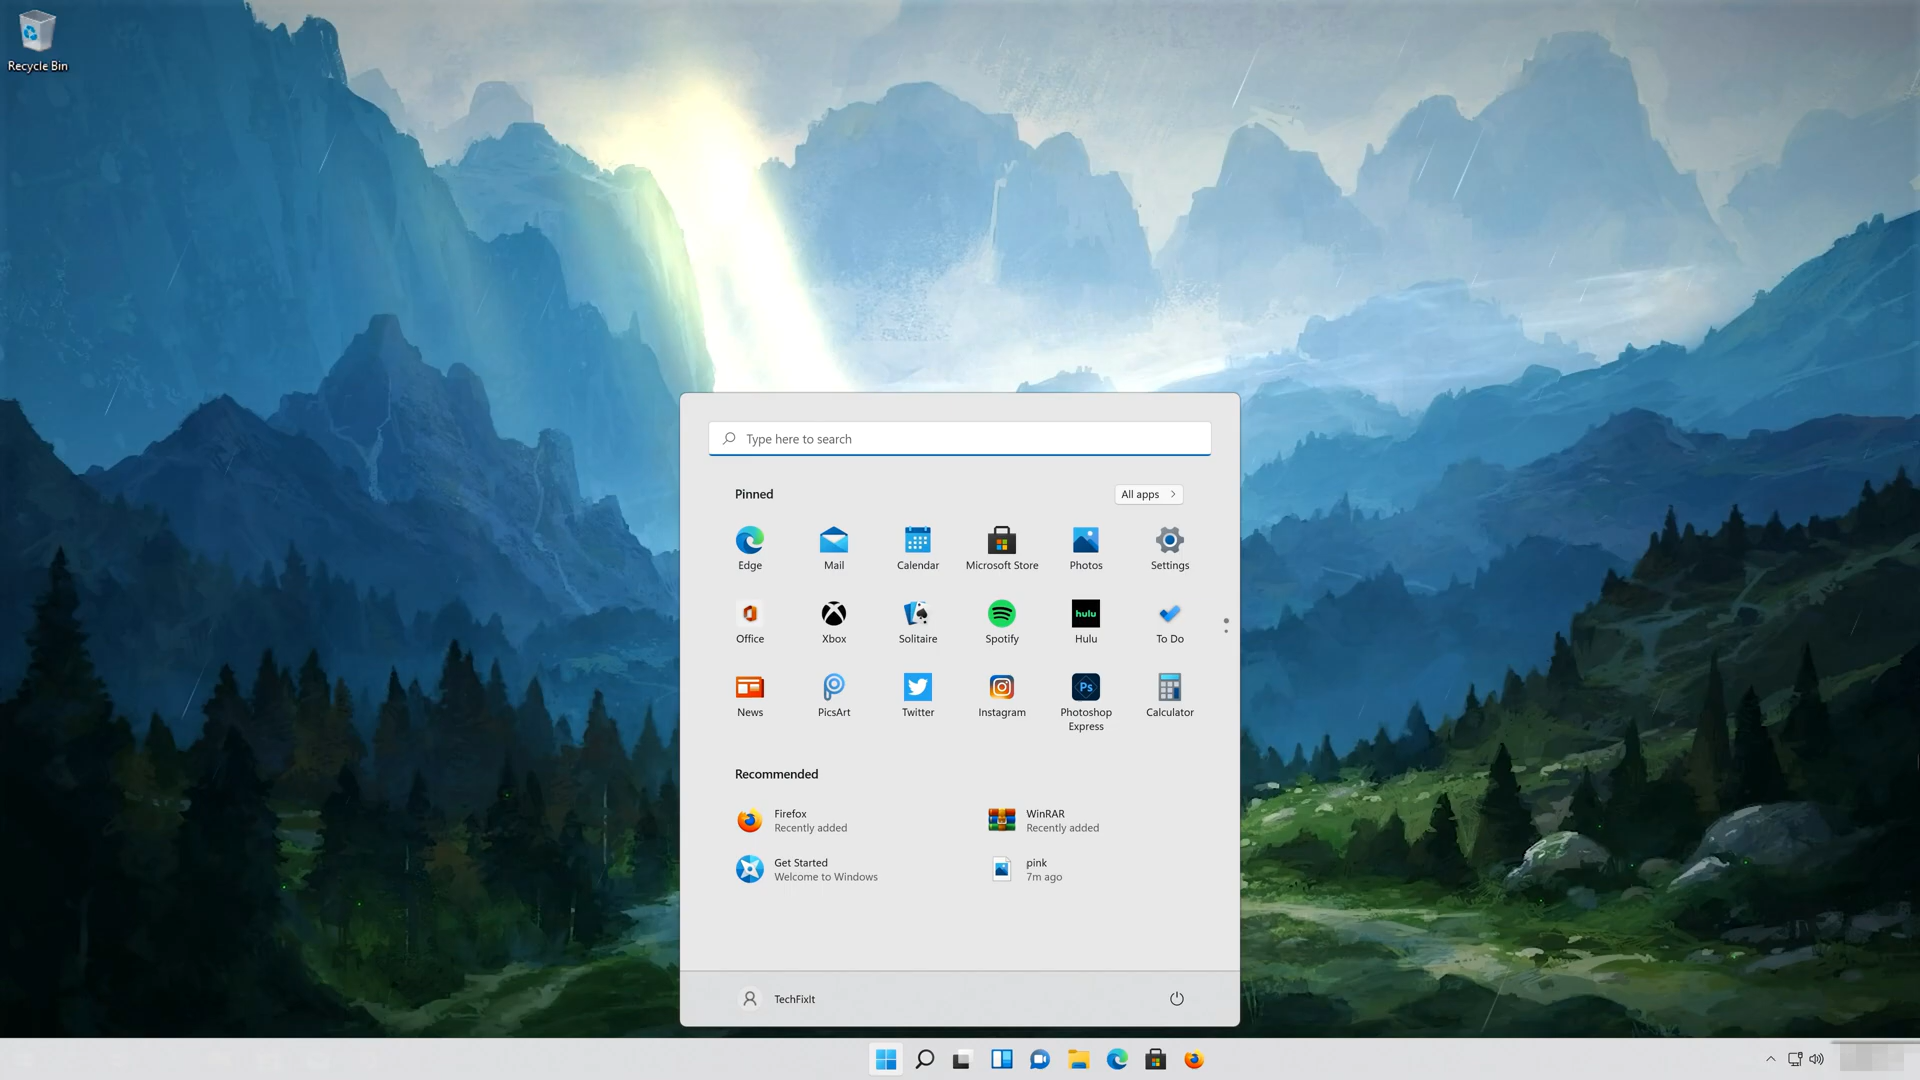 Recycle Bin
Type here to search
Pinned
All apps
Edge
Mail
Calendar
Microsoft Store
Photos
Settings
Office
Xbox
Solitaire
Spotify
hulu
Hulu
To Do
News
PicsArt
Twitter
Instagram
Ps
Photoshop
Express
Calculator
Recommended
Firefox
Recently added
WinRAR
Recently added
Get Started
Welcome to Windows
pink
7m ago
TechFixIt